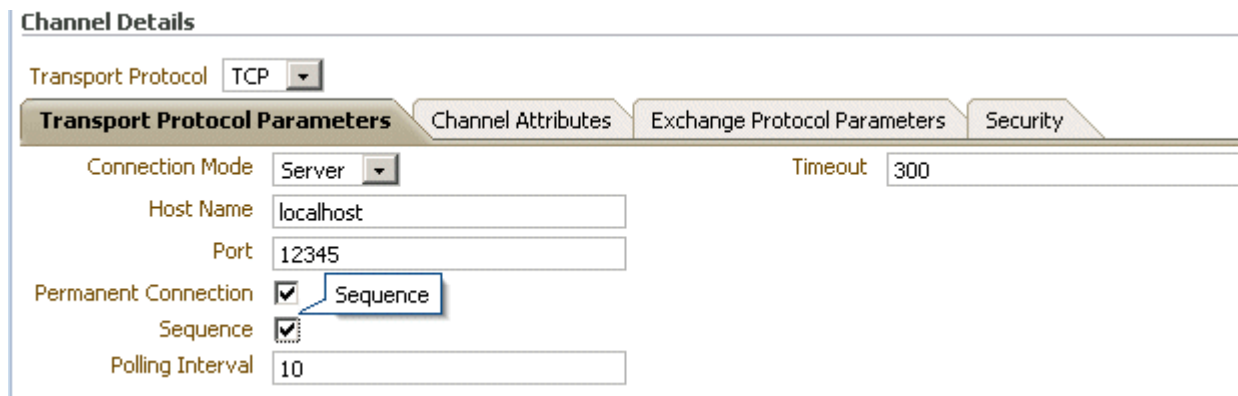 Channel Details
Transport Protocol TCP
Transport Protocol Parameters Channel Attributes Exchange Protocol Parameters Security
Connection Mode Server Timeout 300
Host Name localhost
Port 12345
Permanent Connection Sequence
Sequence
Polling Interval 10